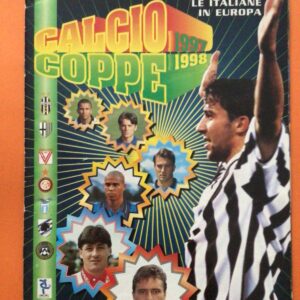 LE ITALIANE
IN EUROPA
CALCIO
COPPE
1997
1998